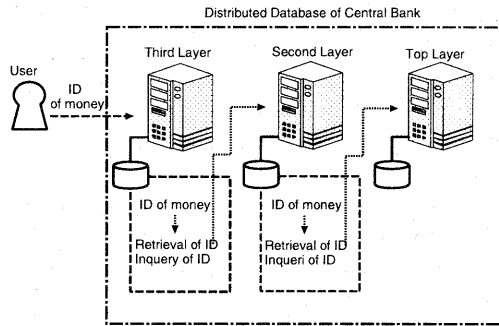 Distributed Database of Central Bank
Third Layer
Second Layer
Top Layer
User
ID
of money
ID of money
Retrieval of ID
Inquery of ID
ID of money
Retrieval of ID
Inqueri of ID